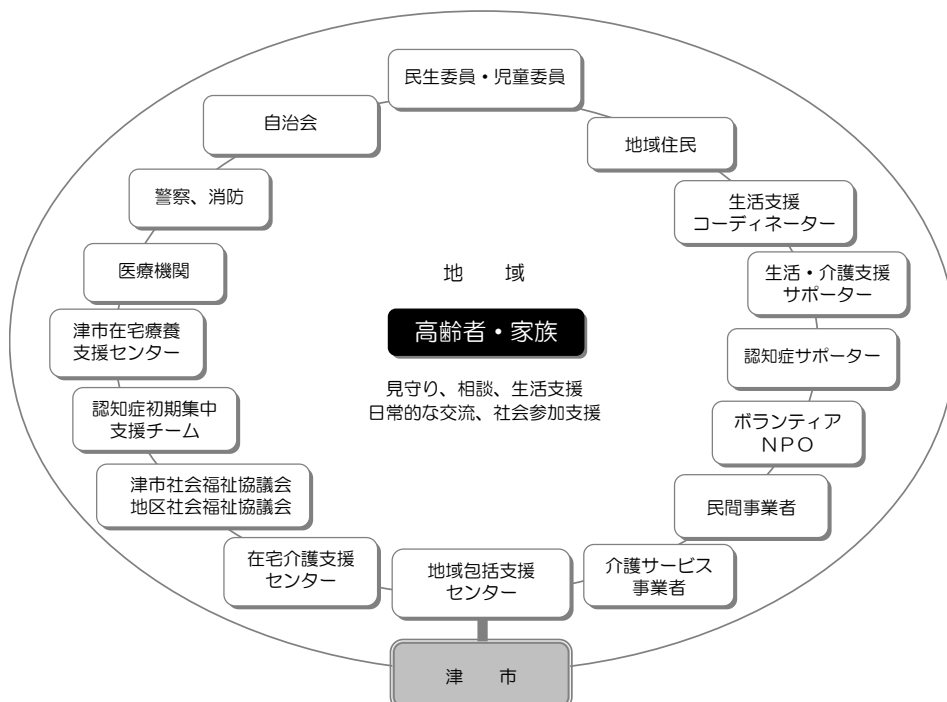 民生委員・児童委員
自治会
地域住民
警察、消防
生活支援
コーディネーター
医療機関
地　域
生活・介護支援
サポーター
津市在宅療養
支援センター
高齢者・家族
認知症サポーター
見守り、相談、生活支援
日常的な交流、社会参加支援
認知症初期集中
支援チーム
ボランティア
ＮＰＯ
津市社会福祉協議会
地区社会福祉協議会
民間事業者
在宅介護支援
センター
地域包括支援
センター
介護サービス
事業者
津　市